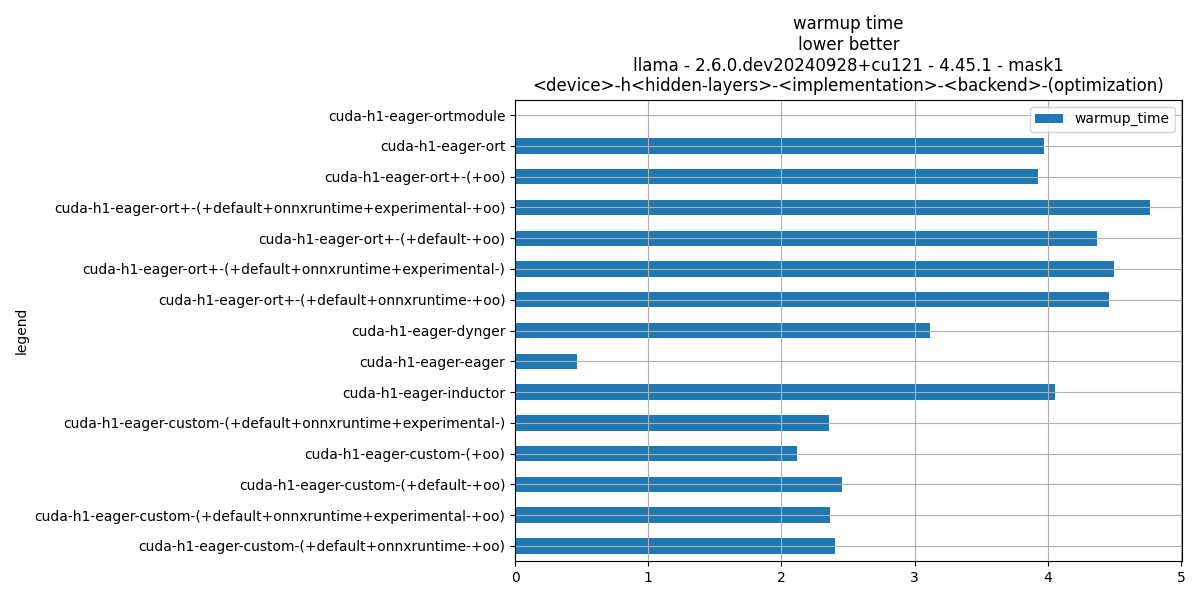 warmup time
lower better
llama - 2.6.0.dev20240928+cu121 - 4.45.1 - mask1
<device>-h<hidden-layers>-<implementation>-<backend>-(optimization)
warmup_time
cuda-h1-eager-ortmodule
cuda-h1-eager-ort
cuda-h1-eager-ort+-(+oo)
cuda-h1-eager-ort+-(+default+onnxruntime+experimental-+oo)
cuda-h1-eager-ort+-(+default-+oo)
cuda-h1-eager-ort+-(+default+onnxruntime+experimental-)
cuda-h1-eager-ort+-(+default+onnxruntime-+oo)
cuda-h1-eager-dynger
cuda-h1-eager-eager
cuda-h1-eager-inductor
cuda-h1-eager-custom-(+default+onnxruntime+experimental-)
cuda-h1-eager-custom-(+oo)
cuda-h1-eager-custom-(+default-+oo)
cuda-h1-eager-custom-(+default+onnxruntime+experimental-+oo)
cuda-h1-eager-custom-(+default+onnxruntime-+oo)
legend
0 1 2 3 4 5